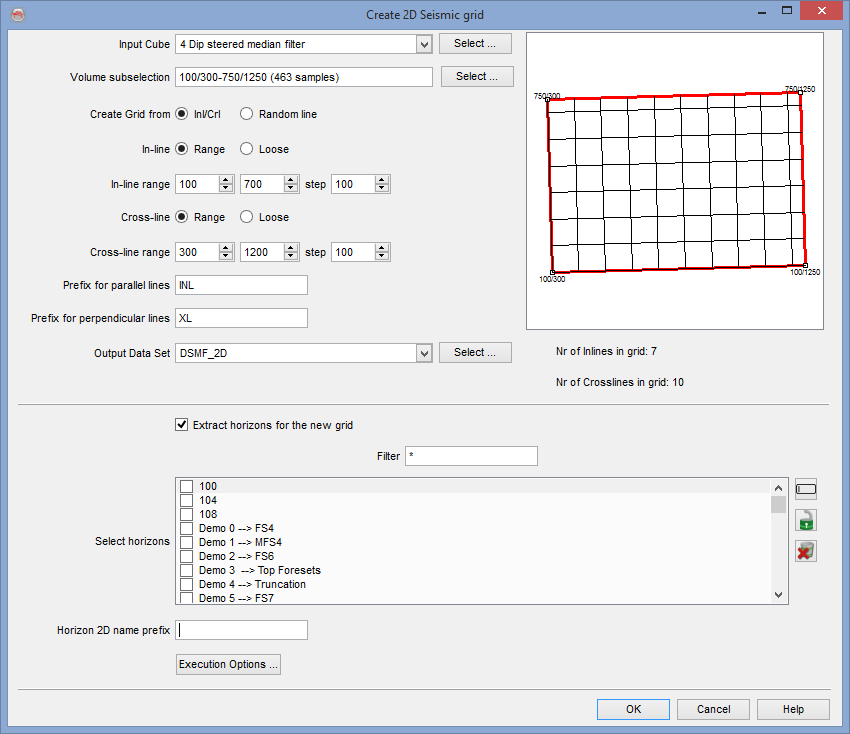 Create 2D Seismic grid
Input Cube 4 Dip steered median filter Select ...
Volume subselection 100/300-750/1250 (463 samples) Select ...
Create Grid from Inl/Crl Random line
In-line Range Loose
In-line range 100 700 step 100
Cross-line Range Loose
Cross-line range 300 1200 step 100
Prefix for parallel lines INL
Prefix for perpendicular lines XL
Output Data Set DSMF_2D Select ...
750/300 750/1250
100/300 100/1250
Nr of Inlines in grid: 7
Nr of Crosslines in grid: 10
Extract horizons for the new grid
Filter *
Select horizons
100
104
108
Demo 0 --> FS4
Demo 1 --> MFS4
Demo 2 --> FS6
Demo 3 --> Top Foresets
Demo 4 --> Truncation
Demo 5 --> FS7
Horizon 2D name prefix
Execution Options ...
OK Cancel Help